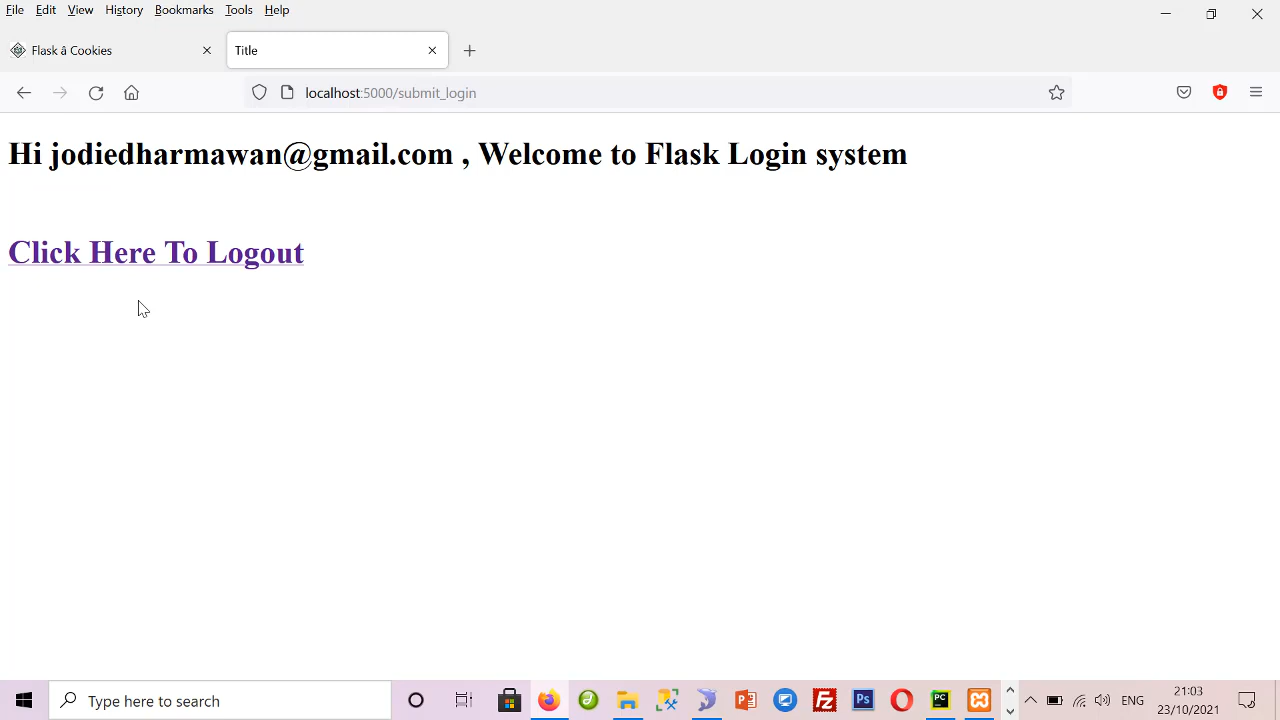 File Edit View History Bookmarks Tools Help
Flask â Cookies
Title
localhost:5000/submit_login
Hi jodiedharmawan@gmail.com , Welcome to Flask Login system
Click Here To Logout
Type here to search
ENG
21:03
23/10/2021